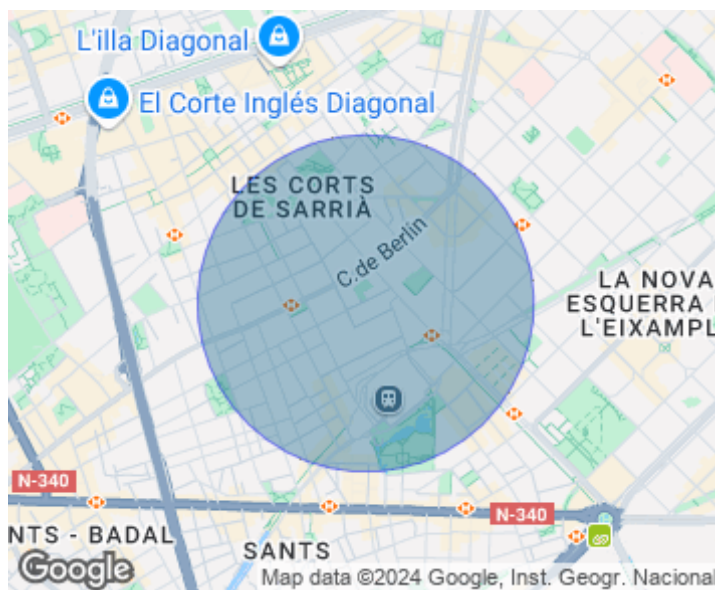 L'illa Diagonal
El Corte Inglés Diagonal
LES CORTS
DE SARRIÀ
C. de Berlin
LA NOVA
ESQUERRA
L'EIXAMPL
N-340
N-340
NTS - BADAL
SANTS
Google
Map data ©2024 Google, Inst. Geogr. Nacional